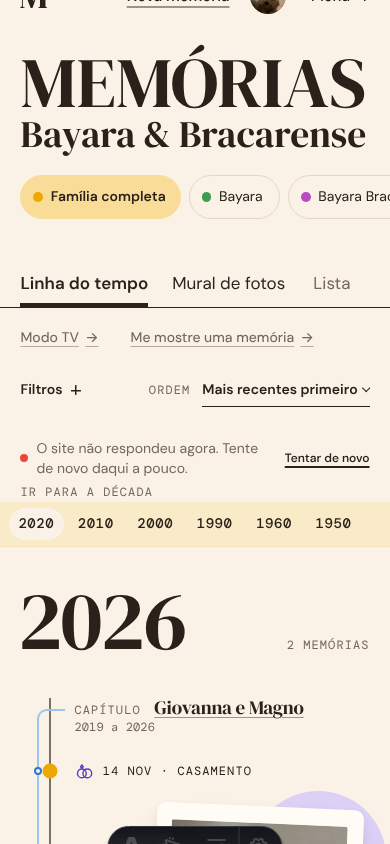 M
Nova memória
Menu
MEMÓRIAS
Bayara & Bracarense
Família completa
Bayara
Bayara Brac
Linha do tempo
Mural de fotos
Lista
Modo TV →
Me mostre uma memória →
Filtros +
ORDEM Mais recentes primeiro
O site não respondeu agora. Tente
de novo daqui a pouco.
Tentar de novo
IR PARA A DÉCADA
2020 2010 2000 1990 1960 1950
2026
2 MEMÓRIAS
CAPÍTULO Giovanna e Magno
2019 a 2026
14 NOV · CASAMENTO